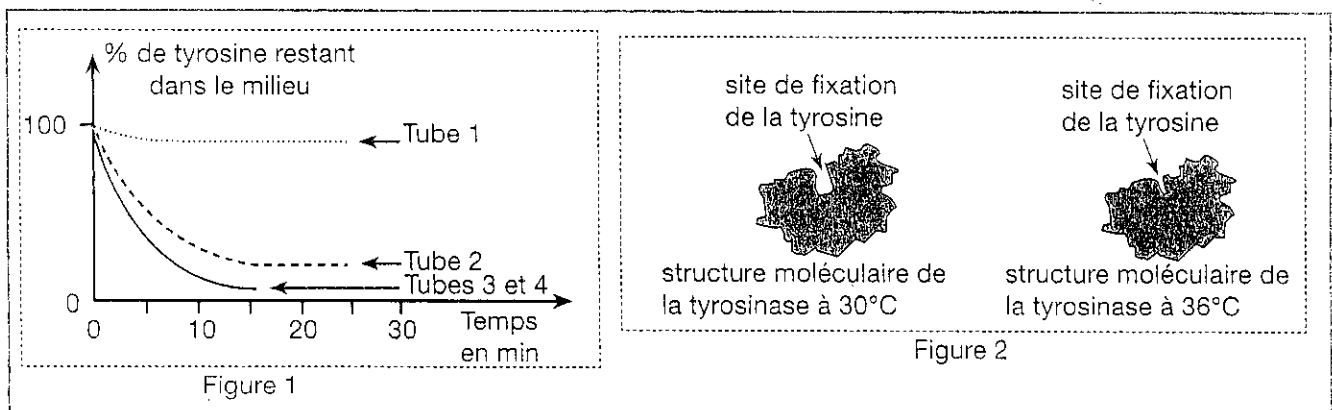 % de tyrosine restant
dans le milieu
100
Tube 1
Tube 2
Tubes 3 et 4
0
0 10 20 30
Temps
en min
Figure 1
site de fixation
de la tyrosine
structure moléculaire de
la tyrosinase à 30°C
site de fixation
de la tyrosine
structure moléculaire de
la tyrosinase à 36°C
Figure 2